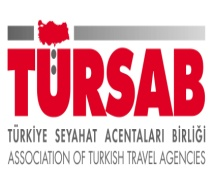 TÜRSAB
TÜRKİYE SEYAHAT ACENTALARI BİRLİĞİ
ASSOCIATION OF TURKISH TRAVEL AGENCIES